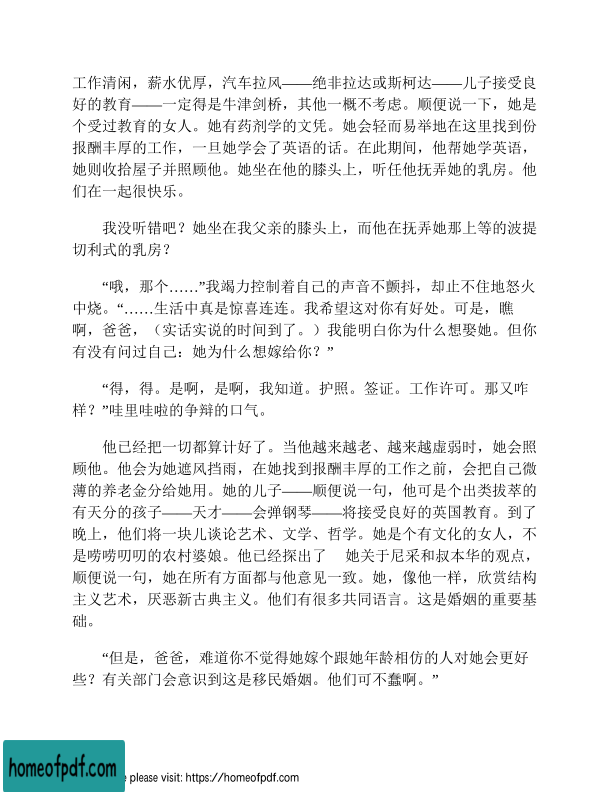 工作清闲，薪水优厚，汽车拉风——绝非拉达或斯柯达——儿子接受良
好的教育——一定得是牛津剑桥，其他一概不考虑。顺便说一下，她是
个受过教育的女人。她有药剂学的文凭。她会轻而易举地在这里找到份
报酬丰厚的工作，一旦她学会了英语的话。在此期间，他帮她学英语，
她则收拾屋子并照顾他。她坐在他的膝头上，听任他抚弄她的乳房。他
们在一起很快乐。
我没听错吧？她坐在我父亲的膝头上，而他在抚弄她那上等的波提
切利式的乳房？
“哦，那个……”我竭力控制着自己的声音不颤抖，却止不住地怒火
中烧。“……生活中真是惊喜连连。我希望这对你有好处。可是，瞧
啊，爸爸，（实话实说的时间到了。）我能明白你为什么想娶她。但你
有没有问过自己：她为什么想嫁给你？”
“得，得。是啊，是啊，我知道。护照。签证。工作许可。那又咋
样？”哇里哇啦的争辩的口气。
他已经把一切都算计好了。当他越来越老、越来越虚弱时，她会照
顾他。他会为她遮风挡雨，在她找到报酬丰厚的工作之前，会把自己微
薄的养老金分给她用。她的儿子——顺便说一句，他可是个出类拔萃的
有天分的孩子——天才——会弹钢琴——将接受良好的英国教育。到了
晚上，他们将一块儿谈论艺术、文学、哲学。她是个有文化的女人，不
是唠唠叨叨的农村婆娘。他已经探出了 她关于尼采和叔本华的观点，
顺便说一句，她在所有方面都与他意见一致。她，像他一样，欣赏结构
主义艺术，厌恶新古典主义。他们有很多共同语言。这是婚姻的重要基
础。
“但是，爸爸，难道你不觉得她嫁个跟她年龄相仿的人对她会更好
些？有关部门会意识到这是移民婚姻。他们可不蠢啊。”
homeofpdf.com
e please visit: https://homeofpdf.com